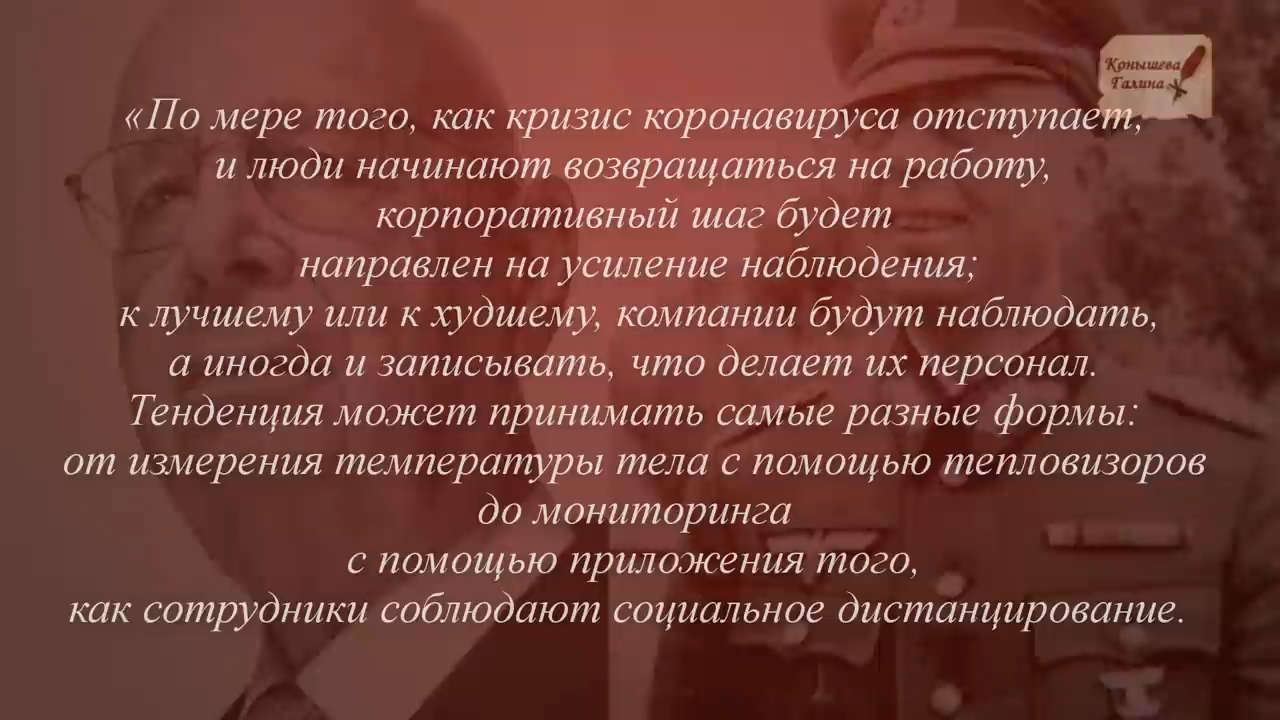 Конышева
Галина
«По мере того, как кризис коронавируса отступает,
и люди начинают возвращаться на работу,
корпоративный шаг будет
направлен на усиление наблюдения;
к лучшему или к худшему, компании будут наблюдать,
а иногда и записывать, что делает их персонал.
Тенденция может принимать самые разные формы:
от измерения температуры тела с помощью тепловизоров
до мониторинга
с помощью приложения того,
как сотрудники соблюдают социальное дистанцирование.